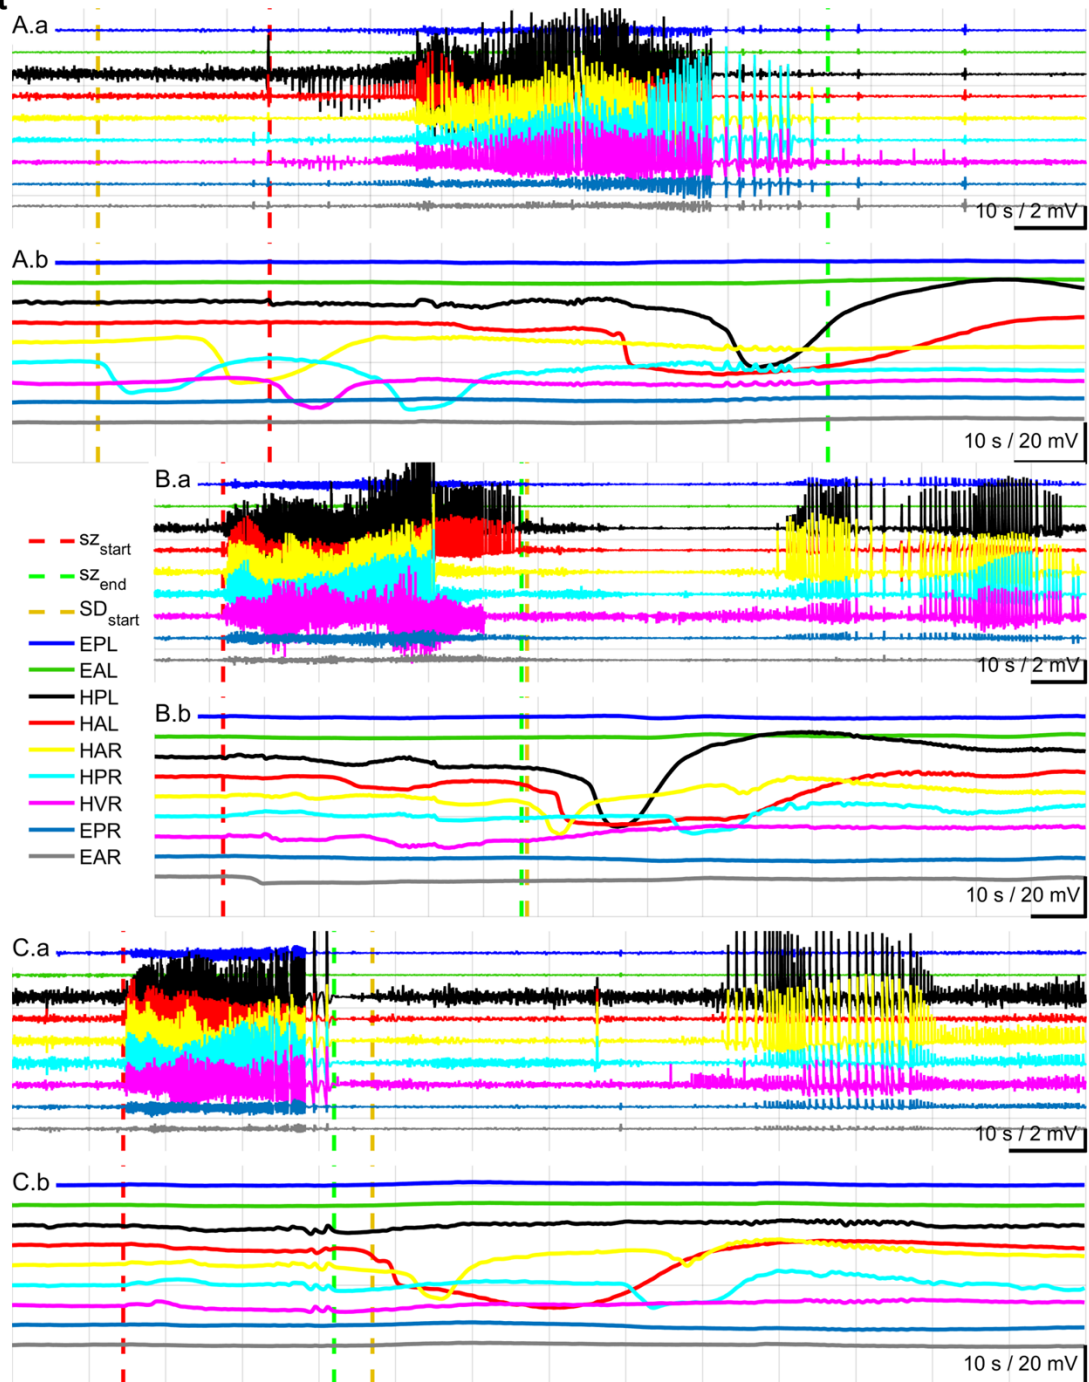 A.a
10 s / 2 mV
A.b
10 s / 20 mV
B.a
10 s / 2 mV
sz_start
sz_end
SD_start
EPL
EAL
HPL
HAL
HAR
HPR
HVR
EPR
EAR
B.b
10 s / 20 mV
C.a
10 s / 2 mV
C.b
10 s / 20 mV